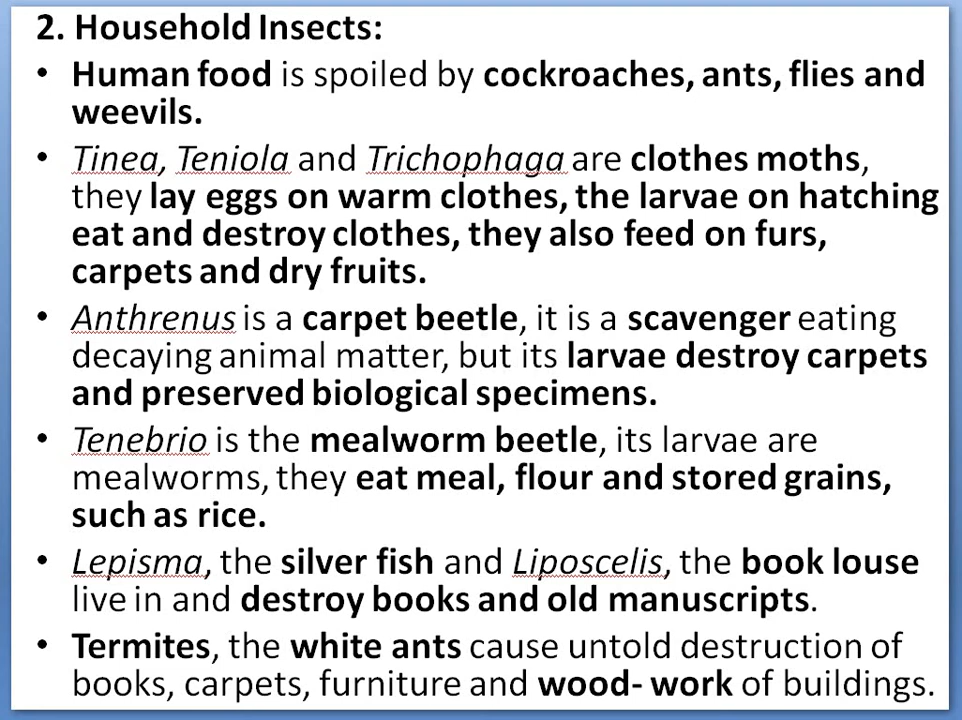 2. Household Insects:
• Human food is spoiled by cockroaches, ants, flies and
weevils.
• Tinea, Teniola and Trichophaga are clothes moths,
they lay eggs on warm clothes, the larvae on hatching
eat and destroy clothes, they also feed on furs,
carpets and dry fruits.
• Anthrenus is a carpet beetle, it is a scavenger eating
decaying animal matter, but its larvae destroy carpets
and preserved biological specimens.
• Tenebrio is the mealworm beetle, its larvae are
mealworms, they eat meal, flour and stored grains,
such as rice.
• Lepisma, the silver fish and Liposcelis, the book louse
live in and destroy books and old manuscripts.
• Termites, the white ants cause untold destruction of
books, carpets, furniture and wood- work of buildings.